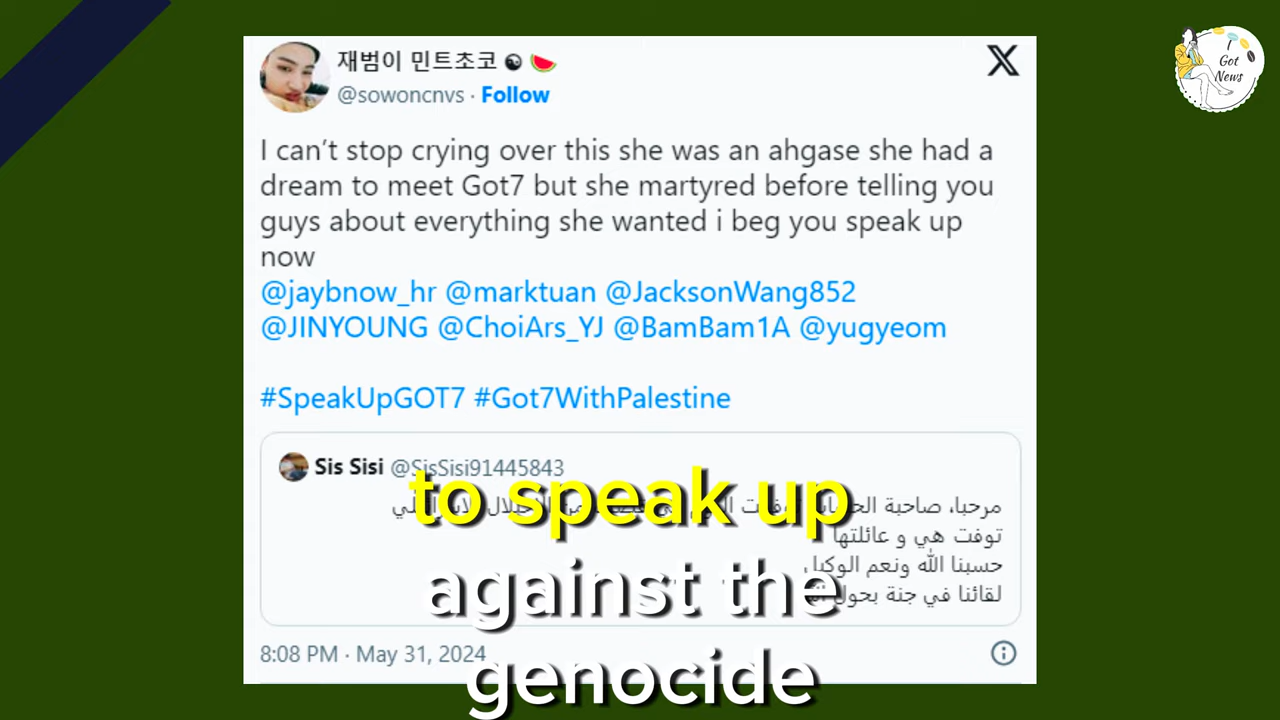 재범이 민트초코
@sowoncnvs · Follow
I Got News
I can't stop crying over this she was an ahgase she had a
dream to meet Got7 but she martyred before telling you
guys about everything she wanted i beg you speak up
now
@jaybnow_hr @marktuan @JacksonWang852
@JINYOUNG @ChoiArs_YJ @BamBam1A @yugyeom
#SpeakUpGOT7 #Got7WithPalestine
Sis Sisi @SisSisi91445843
مرحبا، صاحبة
توفت هي و عائلتها
حسبنا الله ونعم الوكيل
لقائنا في جنة بحول
to speak up
against the
genocide
8:08 PM · May 31, 2024